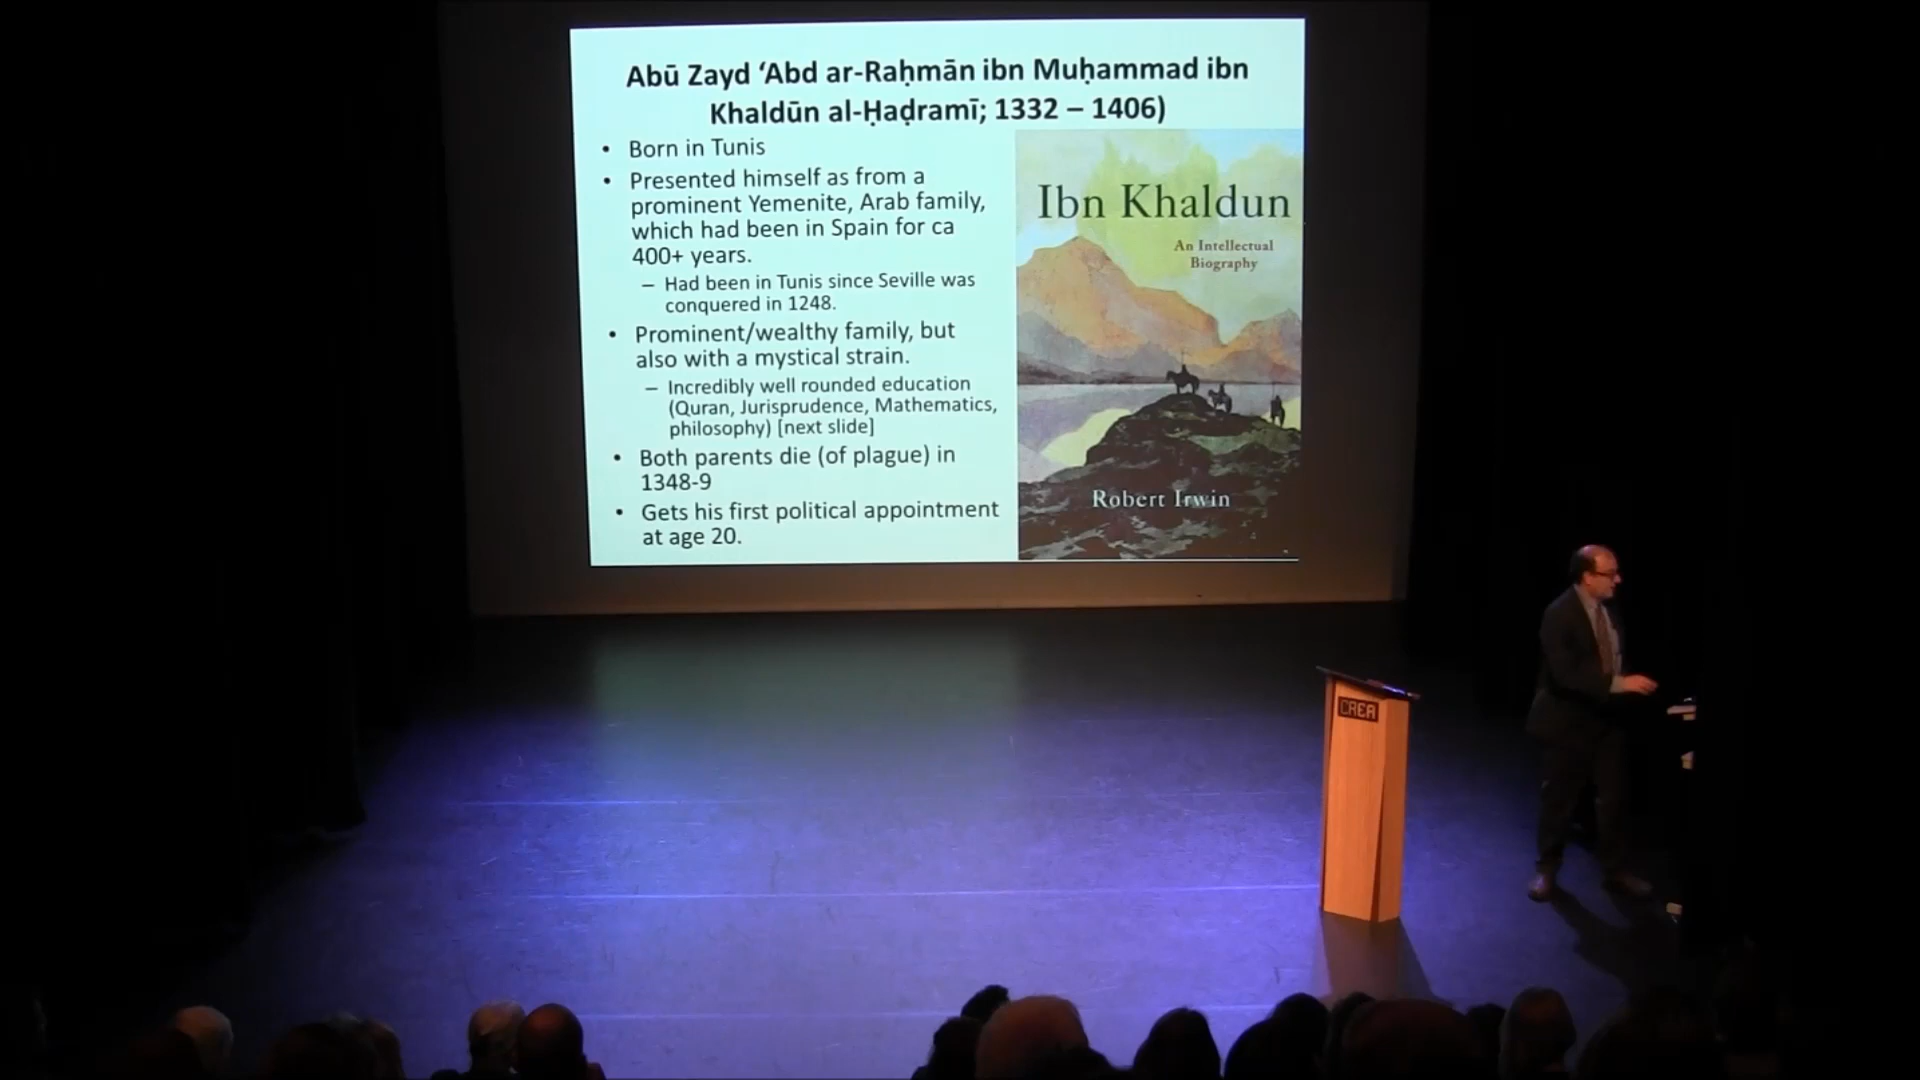 Abū Zayd ‘Abd ar-Raḥmān ibn Muḥammad ibn
Khaldūn al-Ḥaḍramī; 1332 – 1406)
• Born in Tunis
• Presented himself as from a
prominent Yemenite, Arab family,
which had been in Spain for ca
400+ years.
– Had been in Tunis since Seville was
conquered in 1248.
• Prominent/wealthy family, but
also with a mystical strain.
– Incredibly well rounded education
(Quran, Jurisprudence, Mathematics,
philosophy) [next slide]
• Both parents die (of plague) in
1348-9
• Gets his first political appointment
at age 20.
Ibn Khaldun
An Intellectual
Biography
Robert Irwin
CREA